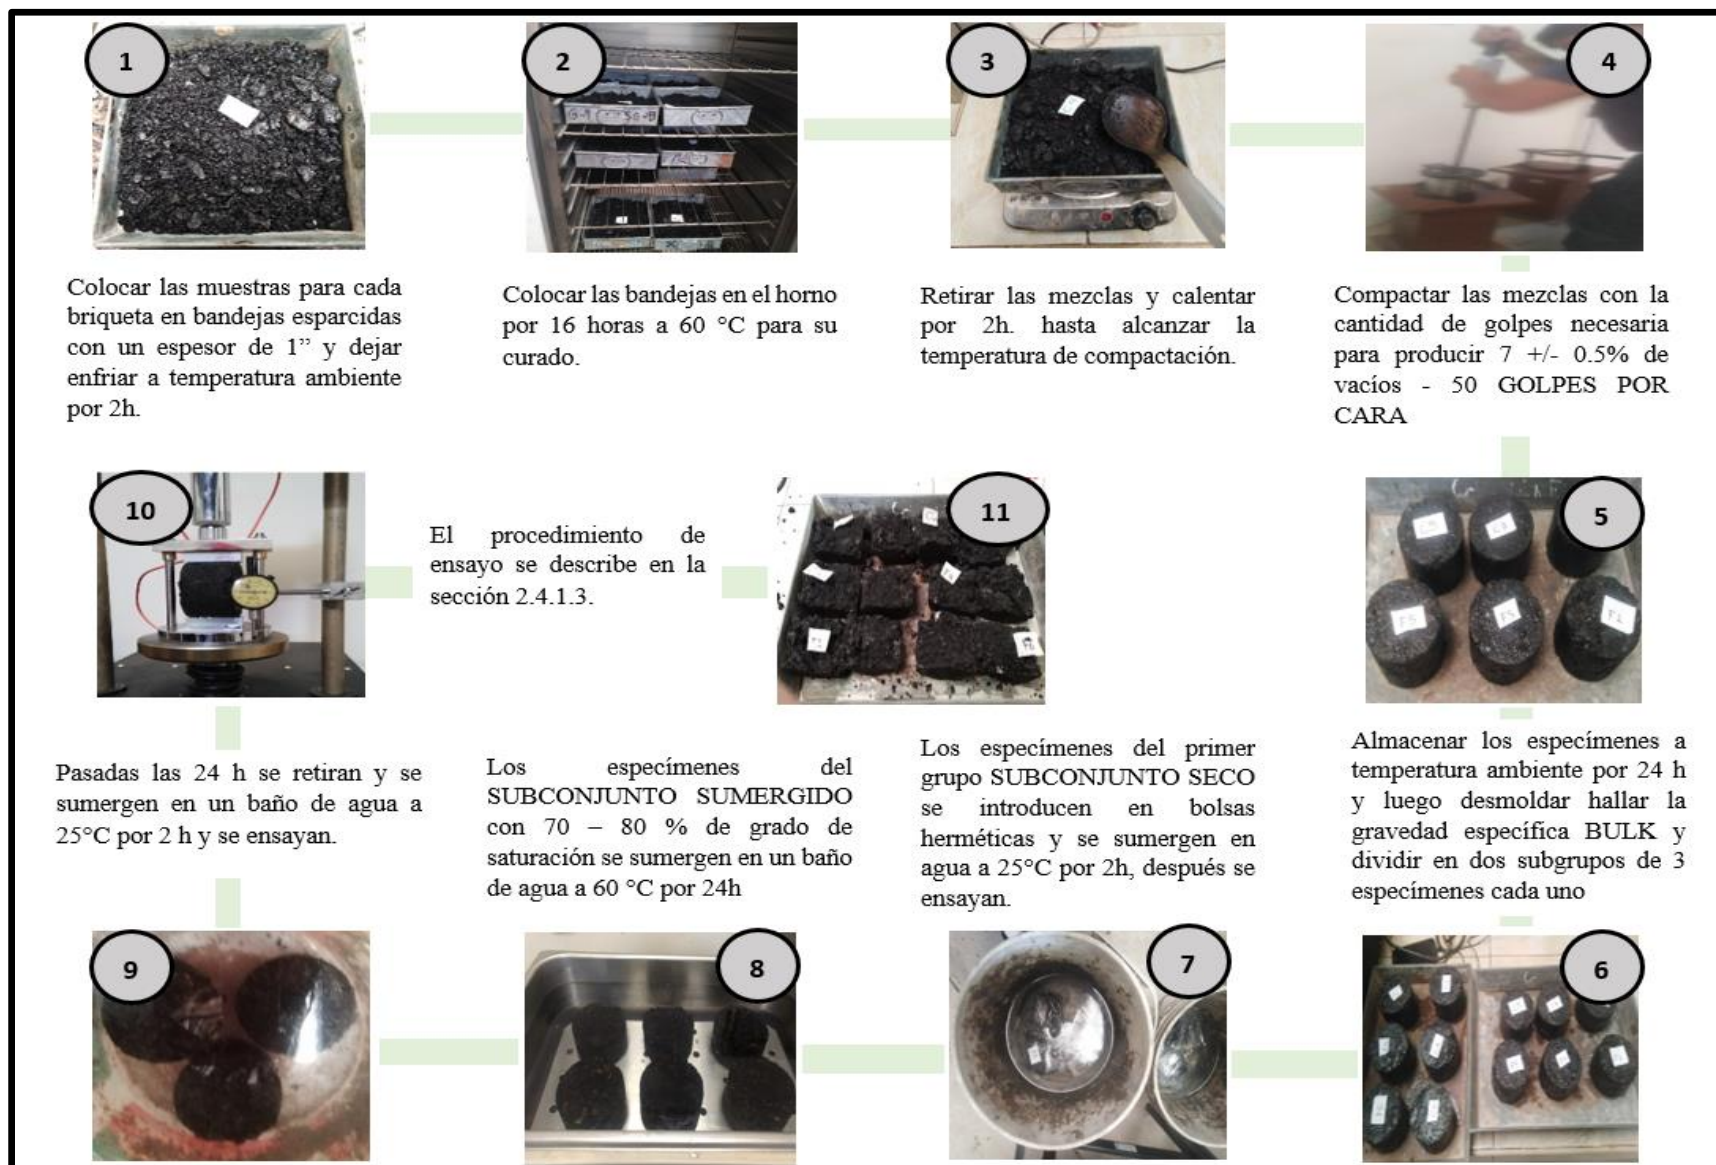 1
2
3
4
Colocar las muestras para cada
briqueta en bandejas esparcidas
con un espesor de 1” y dejar
enfriar a temperatura ambiente
por 2h.
Colocar las bandejas en el horno
por 16 horas a 60 °C para su
curado.
Retirar las mezclas y calentar
por 2h. hasta alcanzar la
temperatura de compactación.
Compactar las mezclas con la
cantidad de golpes necesaria
para producir 7 +/- 0.5% de
vacíos - 50 GOLPES POR
CARA
10
El procedimiento de
ensayo se describe en la
sección 2.4.1.3.
11
5
F5
F2
Pasadas las 24 h se retiran y se
sumergen en un baño de agua a
25°C por 2 h y se ensayan.
Los especímenes del
SUBCONJUNTO SUMERGIDO
con 70 – 80 % de grado de
saturación se sumergen en un baño
de agua a 60 °C por 24h
Los especímenes del primer
grupo SUBCONJUNTO SECO
se introducen en bolsas
herméticas y se sumergen en
agua a 25°C por 2h, después se
ensayan.
Almacenar los especímenes a
temperatura ambiente por 24 h
y luego desmoldar hallar la
gravedad específica BULK y
dividir en dos subgrupos de 3
especímenes cada uno
9
8
7
6